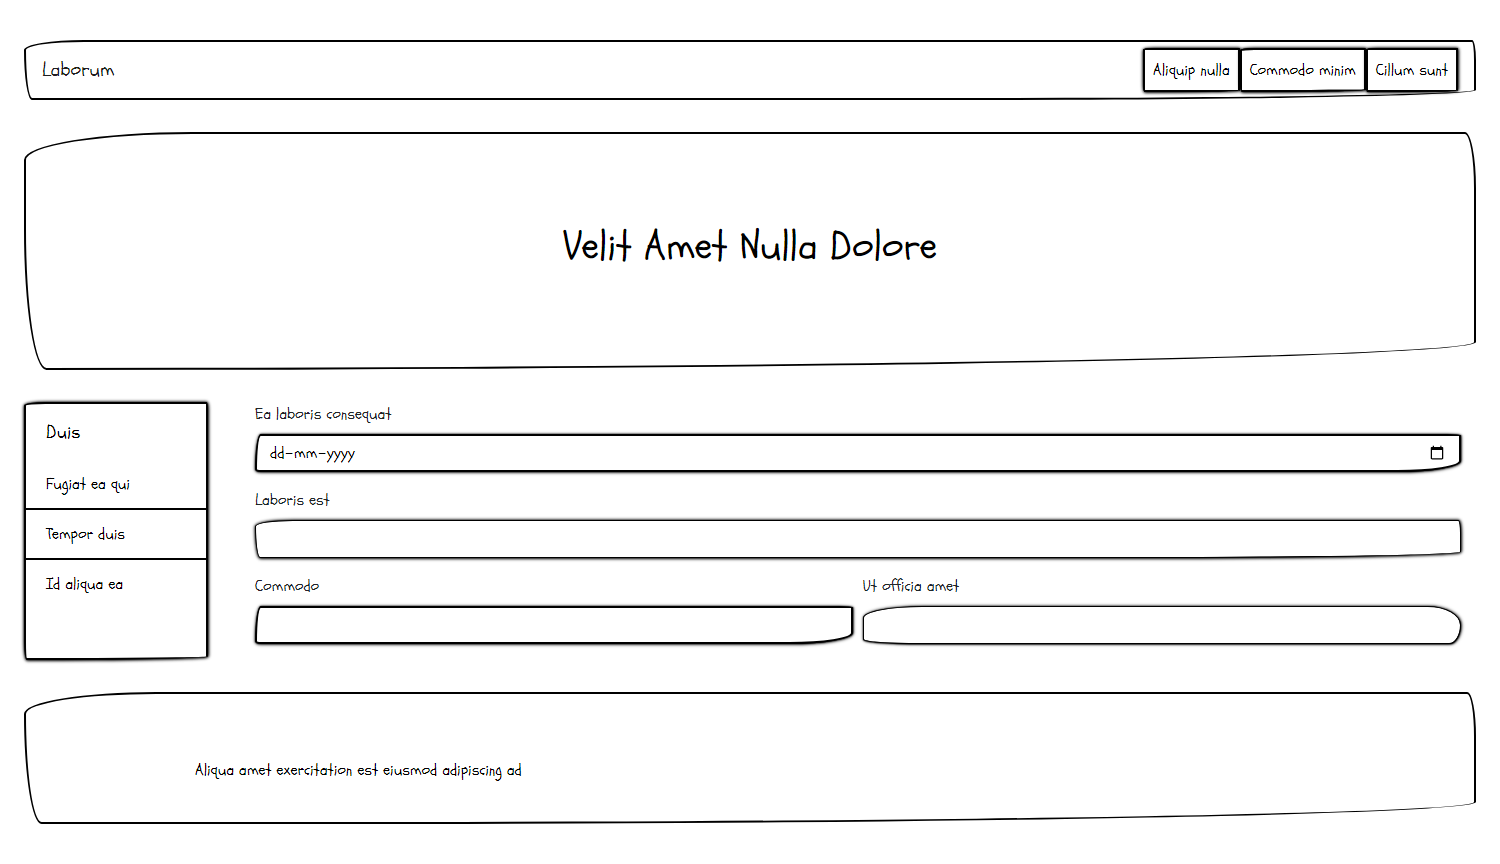 Laborum
Aliquip nulla
Commodo minim
Cillum sunt
Velit Amet Nulla Dolore
Duis
Fugiat ea qui
Tempor duis
Id aliqua ea
Ea laboris consequat
dd-mm-yyyy
Laboris est
Commodo
Ut officia amet
Aliqua amet exercitation est eiusmod adipiscing ad